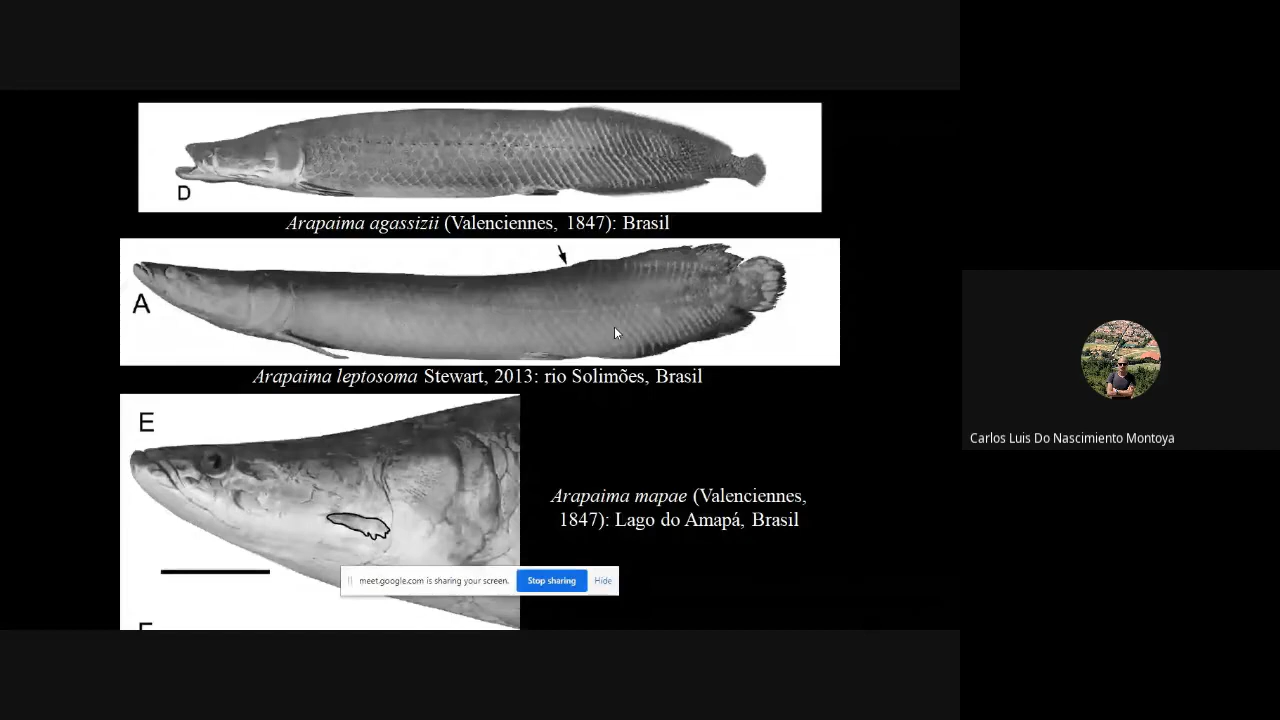 D
Arapaima agassizii (Valenciennes, 1847): Brasil
A
Arapaima leptosoma Stewart, 2013: rio Solimões, Brasil
E
Arapaima mapae (Valenciennes,
1847): Lago do Amapá, Brasil
meet.google.com is sharing your screen. Stop sharing Hide
Carlos Luis Do Nascimiento Montoya